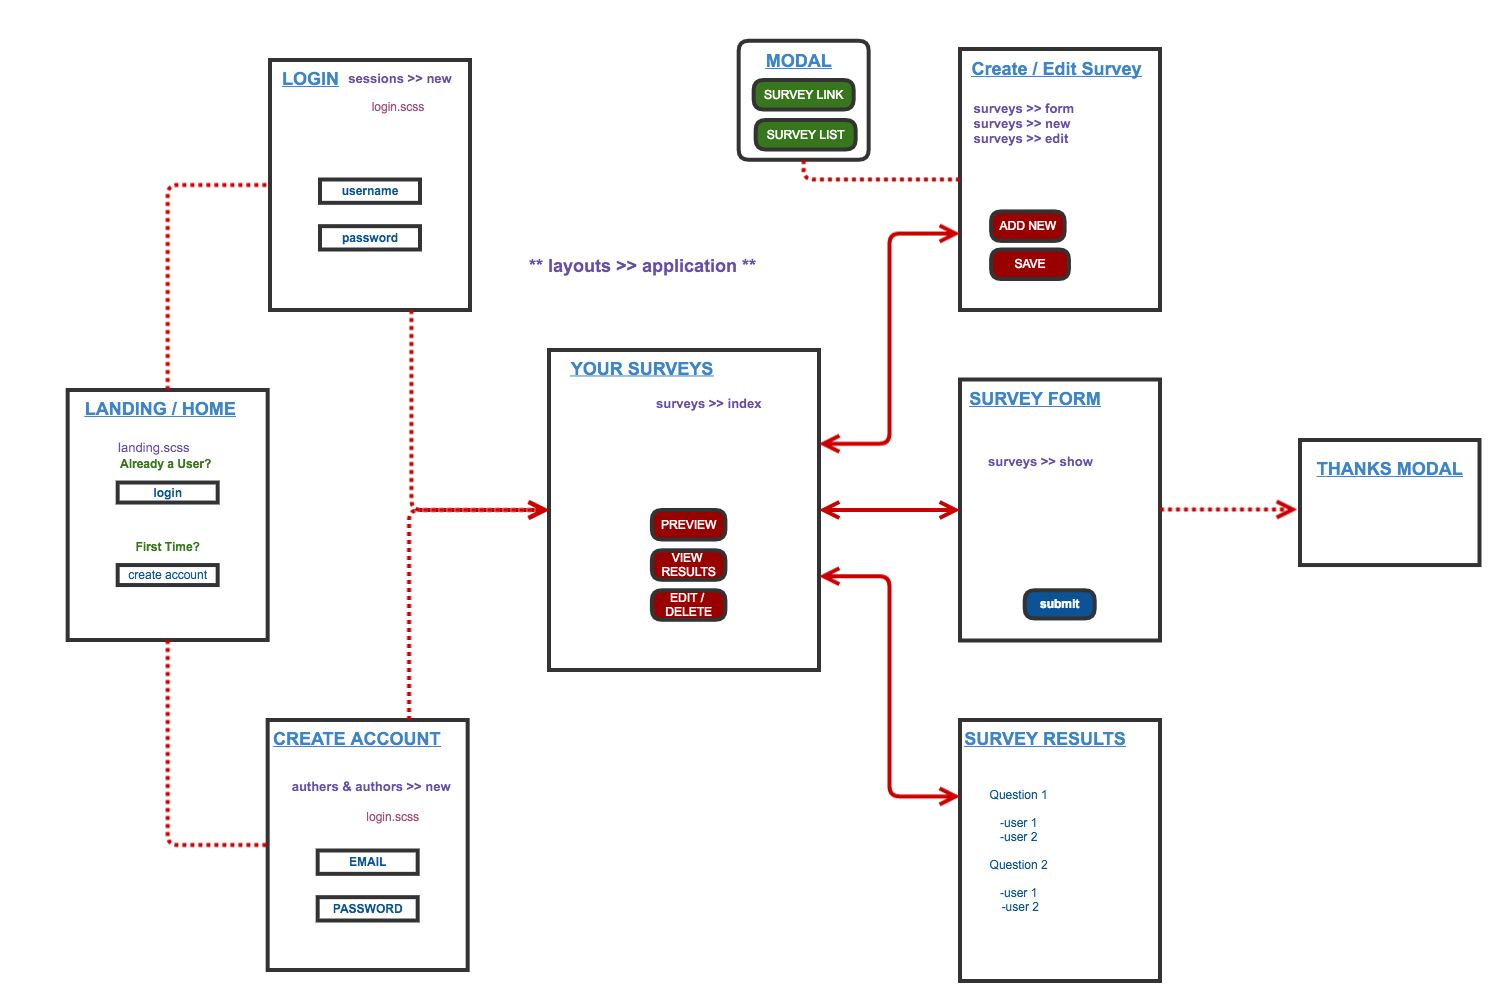 LOGIN sessions >> new
login.scss
username
password
MODAL
SURVEY LINK
SURVEY LIST
Create / Edit Survey
surveys >> form
surveys >> new
surveys >> edit
ADD NEW
SAVE
** layouts >> application **
LANDING / HOME
landing.scss
Already a User?
login
First Time?
create account
YOUR SURVEYS
surveys >> index
PREVIEW
VIEW
RESULTS
EDIT /
DELETE
SURVEY FORM
surveys >> show
submit
THANKS MODAL
CREATE ACCOUNT
authers & authors >> new
login.scss
EMAIL
PASSWORD
SURVEY RESULTS
Question 1
-user 1
-user 2
Question 2
-user 1
-user 2